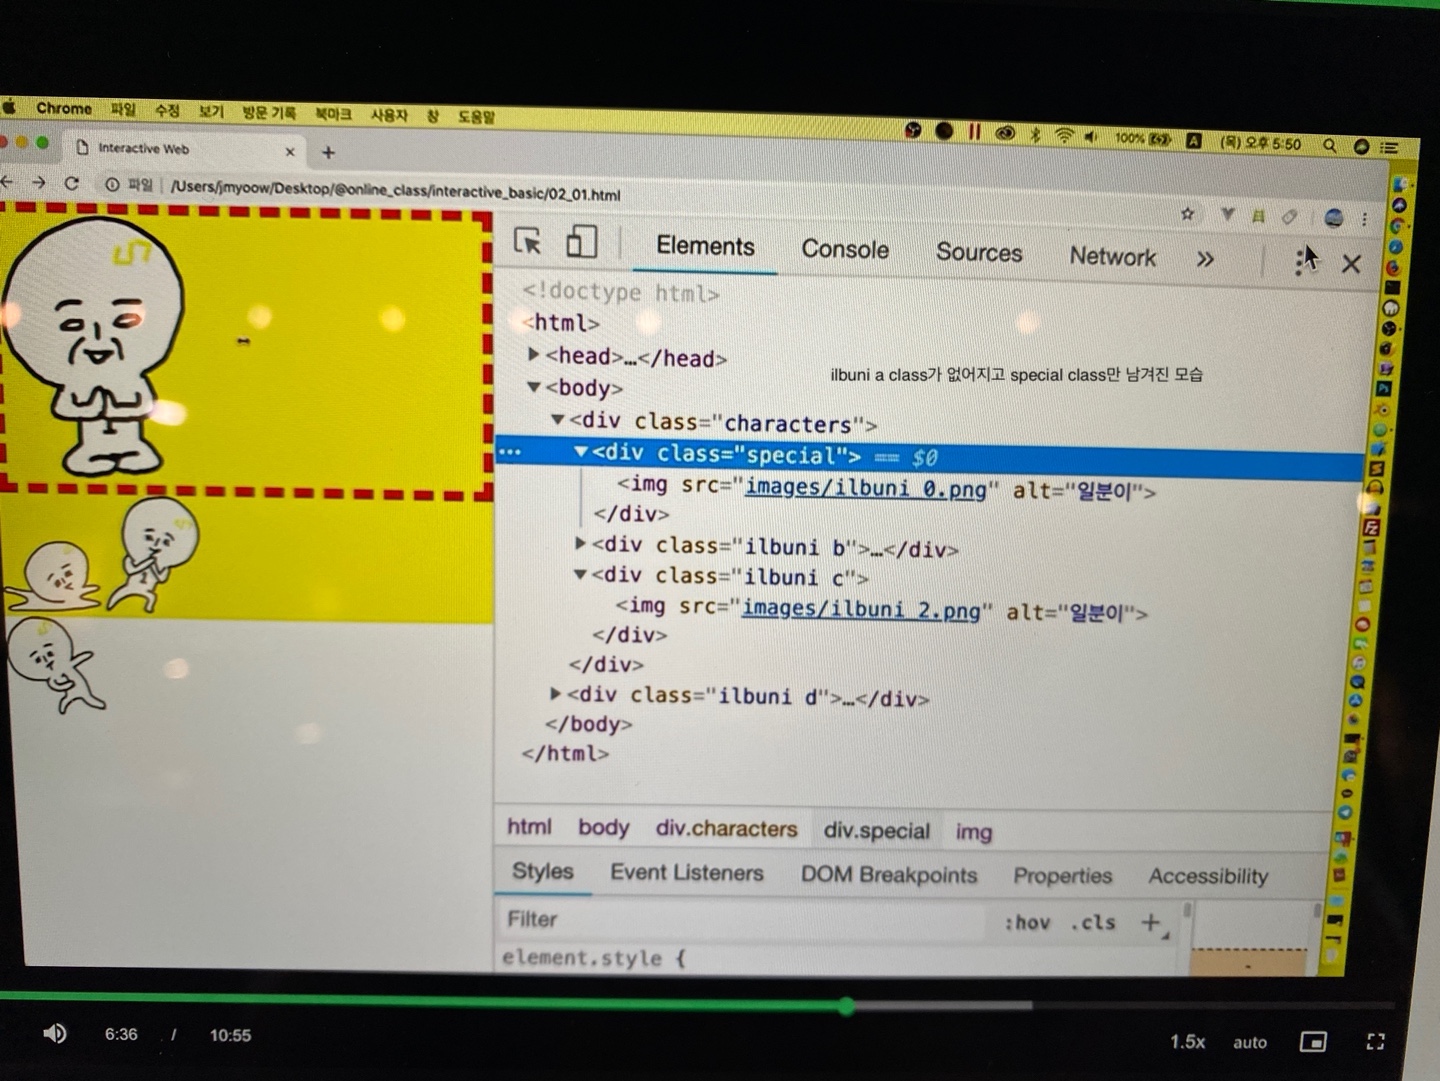 Chrome 파일 수정 보기 방문 기록 북마크 사용자 창 도움말 100% A (목) 오후 5:50
Interactive Web × +
파일 | /Users/jmyoow/Desktop/@online_class/interactive_basic/02_01.html
Elements Console Sources Network »
<!doctype html>
<html>
▶<head>…</head>
ilbuni a class가 없어지고 special class만 남겨진 모습
▼<body>
▼<div class="characters">
… ▼<div class="special"> == $0
<img src="images/ilbuni_0.png" alt="일분이">
</div>
▶<div class="ilbuni b">…</div>
▼<div class="ilbuni c">
<img src="images/ilbuni_2.png" alt="일분이">
</div>
</div>
▶<div class="ilbuni d">…</div>
</body>
</html>
html body div.characters div.special img
Styles Event Listeners DOM Breakpoints Properties Accessibility
Filter :hov .cls +
element.style {
6:36 / 10:55 1.5x auto